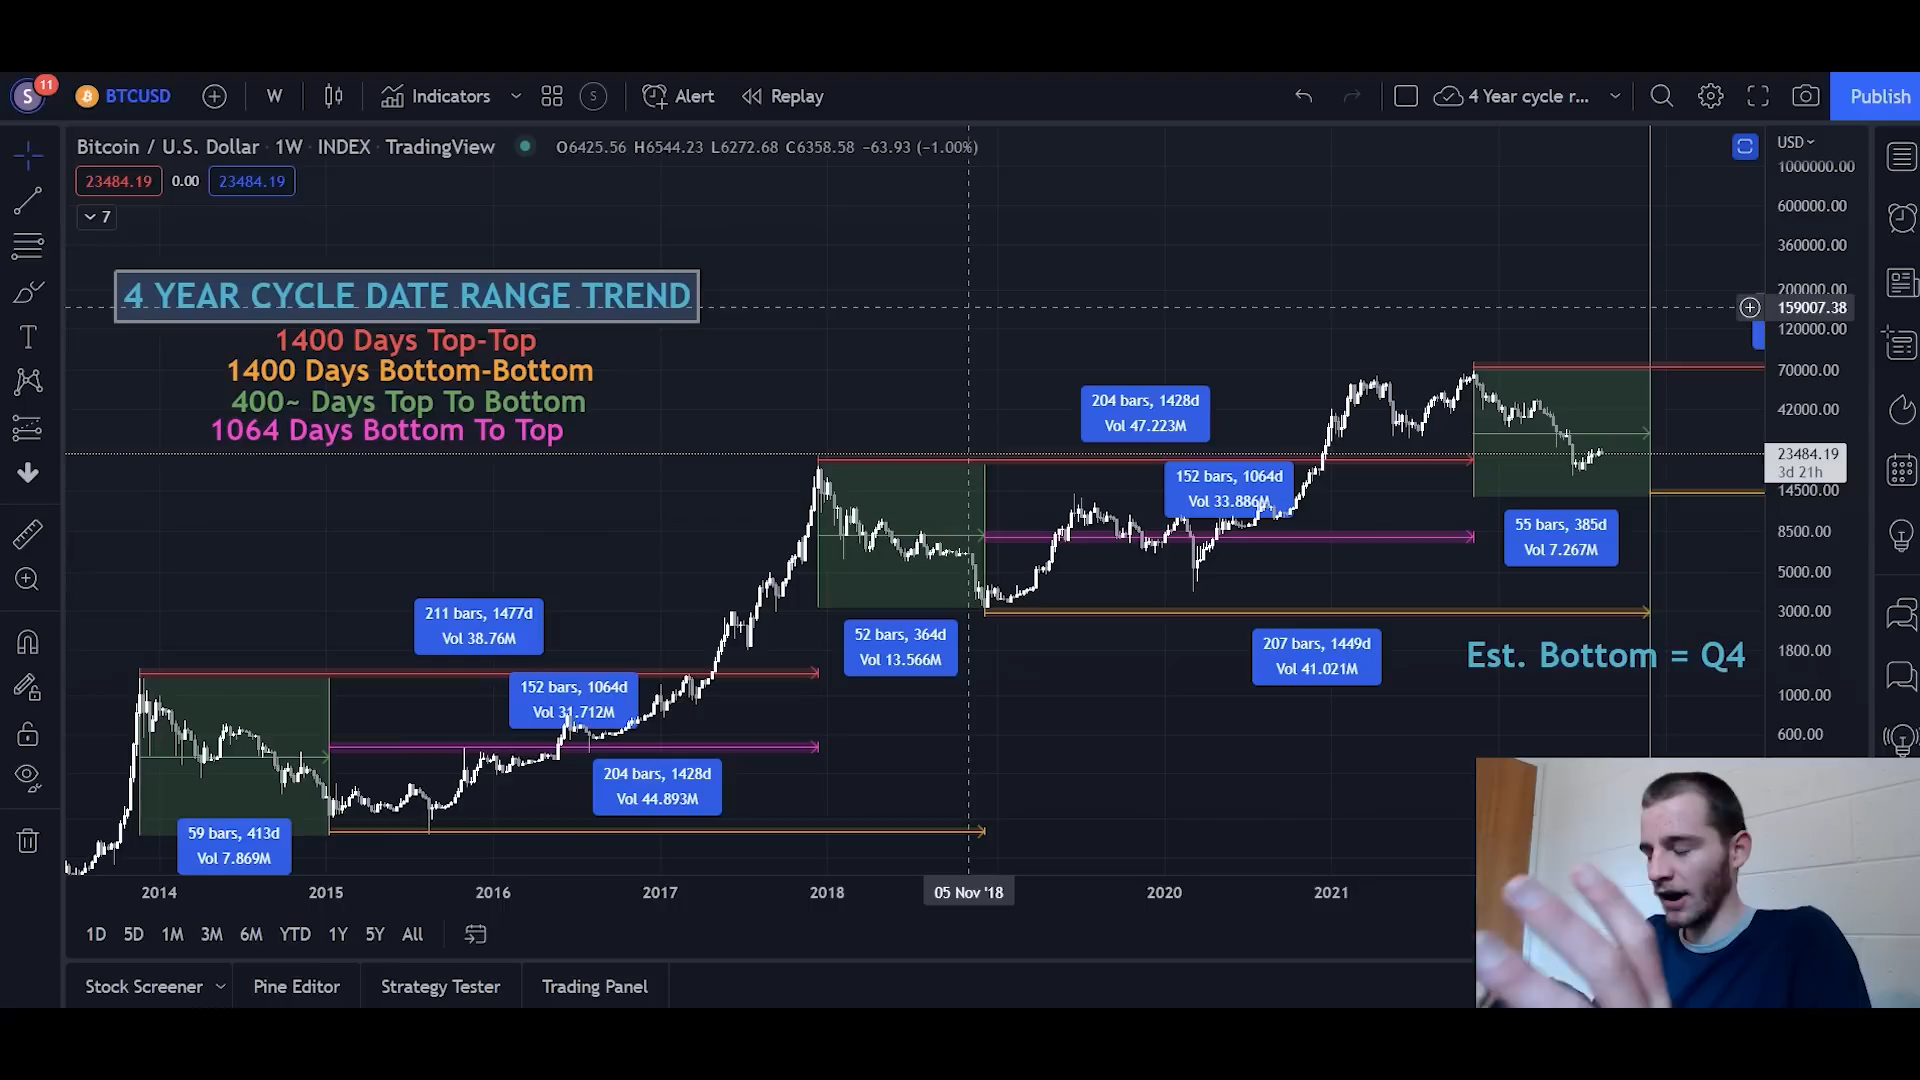 S
11
BTCUSD
W
Indicators
S
Alert
Replay
4 Year cycle r...
Publish
Bitcoin / U.S. Dollar · 1W · INDEX · TradingView
O6425.56 H6544.23 L6272.68 C6358.58 −63.93 (−1.00%)
USD
23484.19 0.00 23484.19
7
1000000.00
600000.00
360000.00
200000.00
159007.38
120000.00
70000.00
42000.00
23484.19
3d 21h
14500.00
8500.00
5000.00
3000.00
1800.00
1000.00
600.00
4 YEAR CYCLE DATE RANGE TREND
1400 Days Top-Top
1400 Days Bottom-Bottom
400~ Days Top To Bottom
1064 Days Bottom To Top
204 bars, 1428d
Vol 47.223M
152 bars, 1064d
Vol 33.886M
55 bars, 385d
Vol 7.267M
211 bars, 1477d
Vol 38.76M
52 bars, 364d
Vol 13.566M
207 bars, 1449d
Vol 41.021M
Est. Bottom = Q4
152 bars, 1064d
Vol 31.712M
204 bars, 1428d
Vol 44.893M
59 bars, 413d
Vol 7.869M
2014 2015 2016 2017 2018 05 Nov '18 2020 2021
1D 5D 1M 3M 6M YTD 1Y 5Y All
Stock Screener Pine Editor Strategy Tester Trading Panel